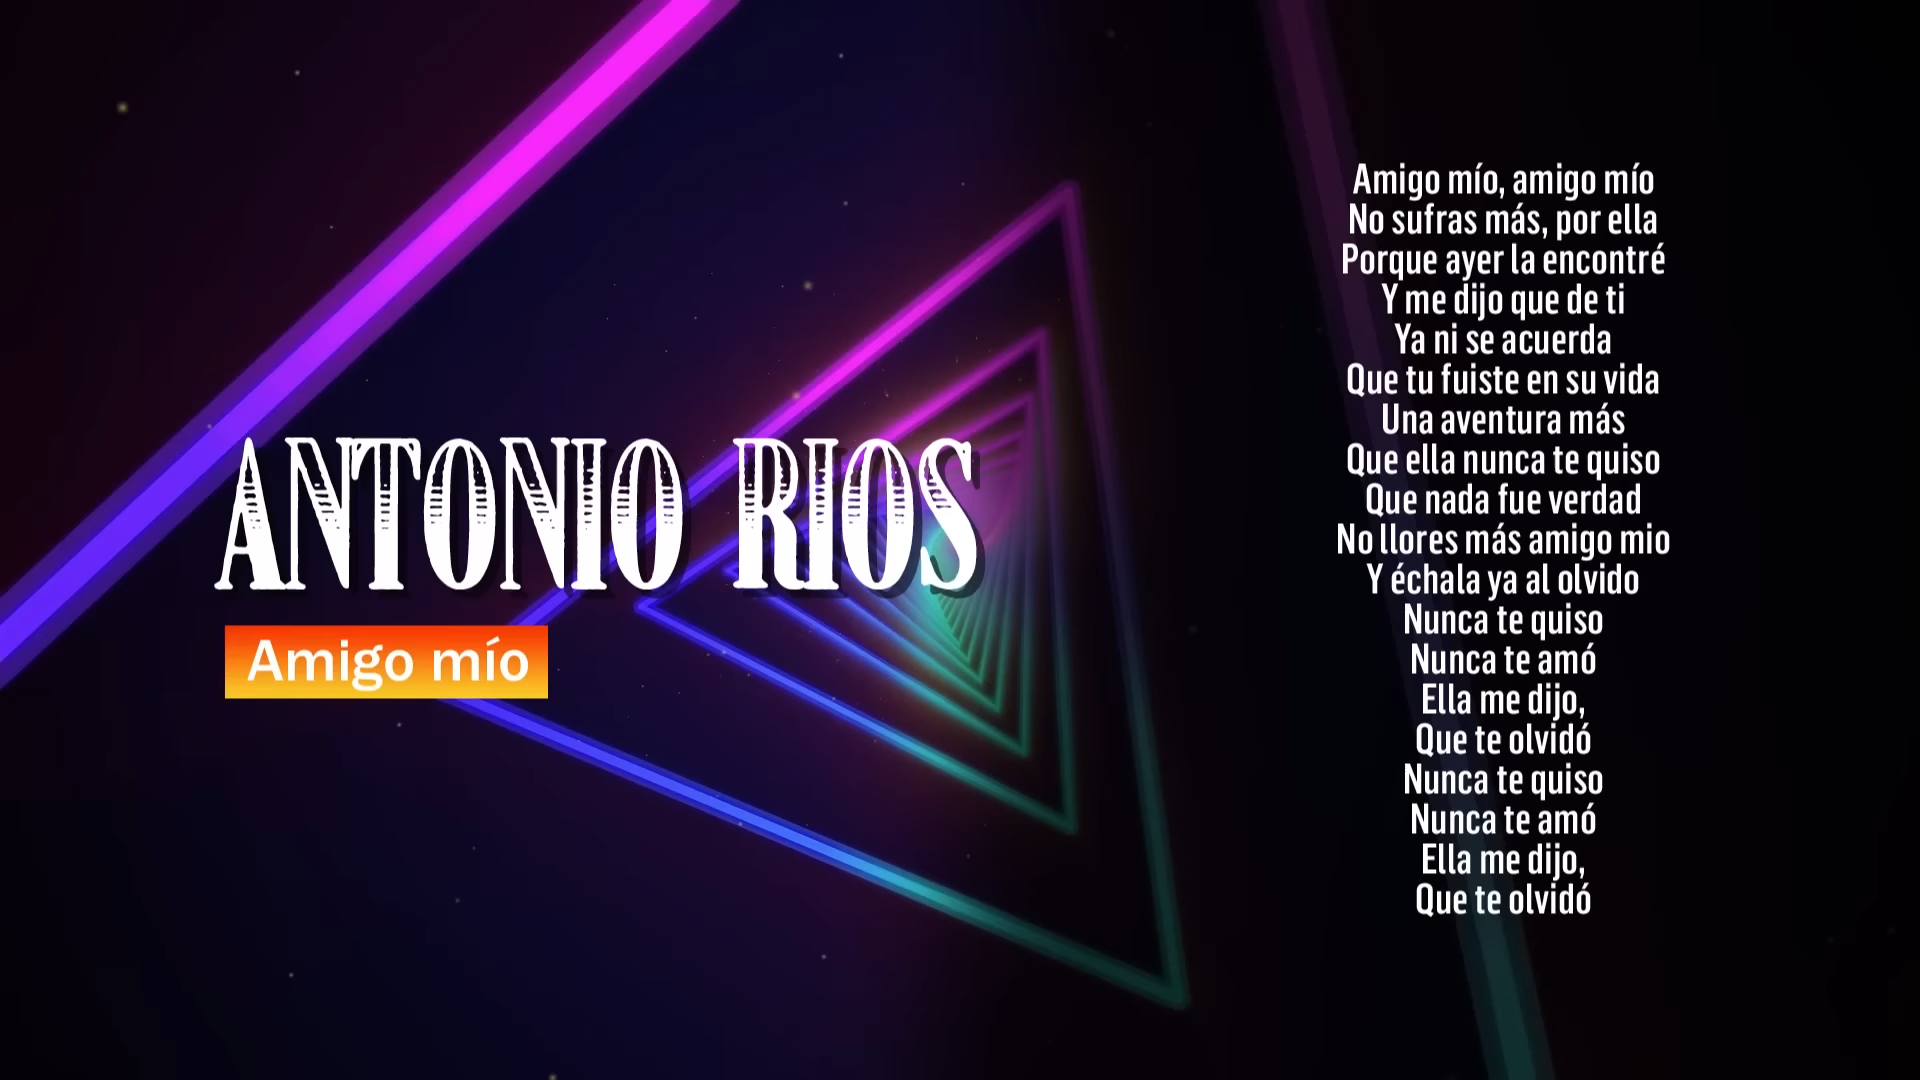 ANTONIO RIOS
Amigo mío
Amigo mío, amigo mío
No sufras más, por ella
Porque ayer la encontré
Y me dijo que de ti
Ya ni se acuerda
Que tu fuiste en su vida
Una aventura más
Que ella nunca te quiso
Que nada fue verdad
No llores más amigo mio
Y échala ya al olvido
Nunca te quiso
Nunca te amó
Ella me dijo,
Que te olvidó
Nunca te quiso
Nunca te amó
Ella me dijo,
Que te olvidó